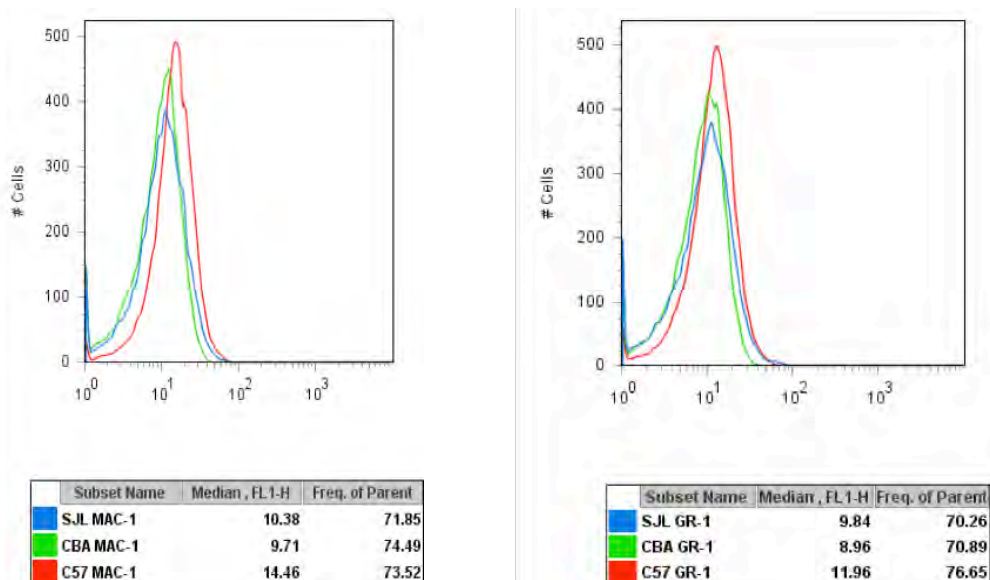 500
400
300
200
100
0
# Cells
10^0 10^1 10^2 10^3
Subset Name Median , FL1-H Freq. of Parent
SJL MAC-1 10.38 71.85
CBA MAC-1 9.71 74.49
C57 MAC-1 14.46 73.52
500
400
300
200
100
0
# Cells
10^0 10^1 10^2 10^3
Subset Name Median , FL1-H Freq. of Parent
SJL GR-1 9.84 70.26
CBA GR-1 8.96 70.89
C57 GR-1 11.96 76.65